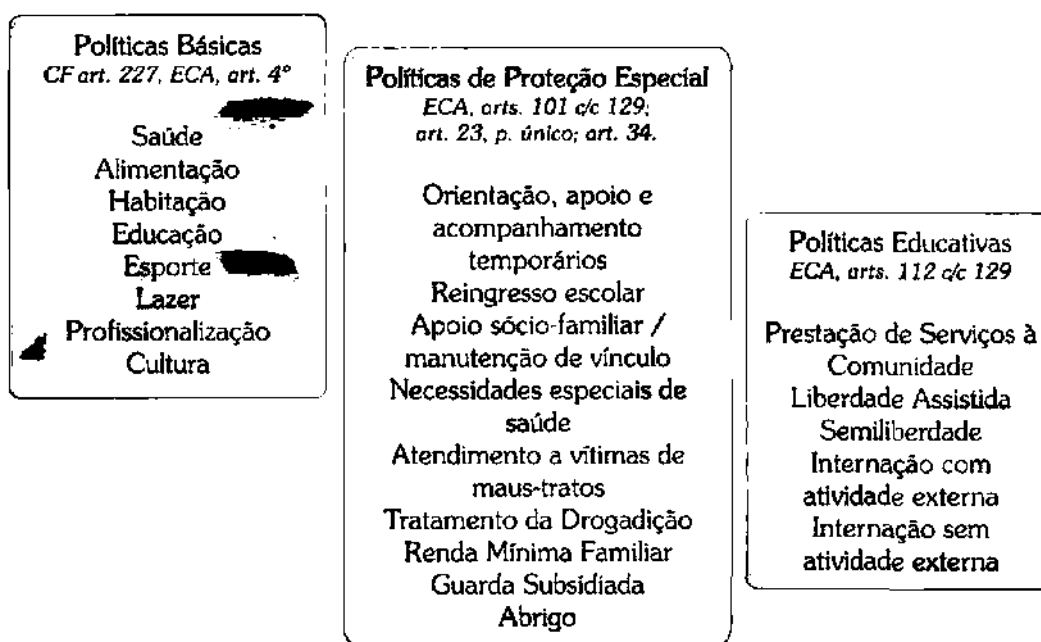 Políticas Básicas
CF art. 227, ECA, art. 4º
Saúde
Alimentação
Habitação
Educação
Esporte
Lazer
Profissionalização
Cultura
Políticas de Proteção Especial
ECA, arts. 101 c/c 129;
art. 23, p. único; art. 34.
Orientação, apoio e
acompanhamento
temporários
Reingresso escolar
Apoio sócio-familiar /
manutenção de vínculo
Necessidades especiais de
saúde
Atendimento a vítimas de
maus-tratos
Tratamento da Drogadição
Renda Mínima Familiar
Guarda Subsidiada
Abrigo
Políticas Educativas
ECA, arts. 112 c/c 129
Prestação de Serviços à
Comunidade
Liberdade Assistida
Semiliberdade
Internação com
atividade externa
Internação sem
atividade externa